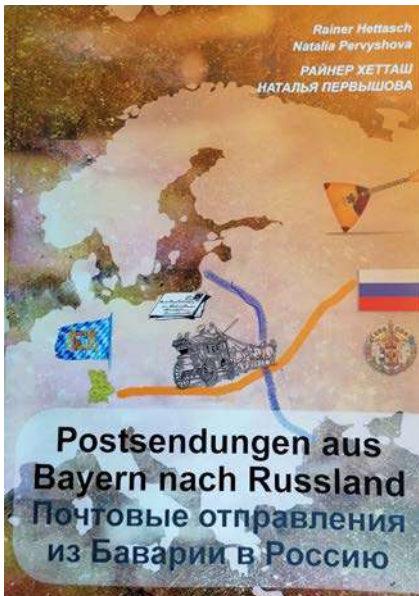 Rainer Hettasch
Natalia Pervyshova
РАЙНЕР ХЕТТАШ
НАТАЛЬЯ ПЕРВЫШОВА
Postsendungen aus
Bayern nach Russland
Почтовые отправления
из Баварии в Россию